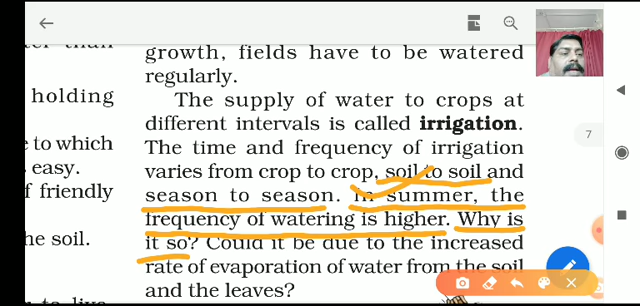 ter than
holding
e to which
easy.
f friendly
he soil.
growth, fields have to be watered
regularly.
The supply of water to crops at
different intervals is called irrigation.
The time and frequency of irrigation
varies from crop to crop, soil to soil and
season to season. In summer, the
frequency of watering is higher. Why is
it so? Could it be due to the increased
rate of evaporation of water from the soil
and the leaves?
7